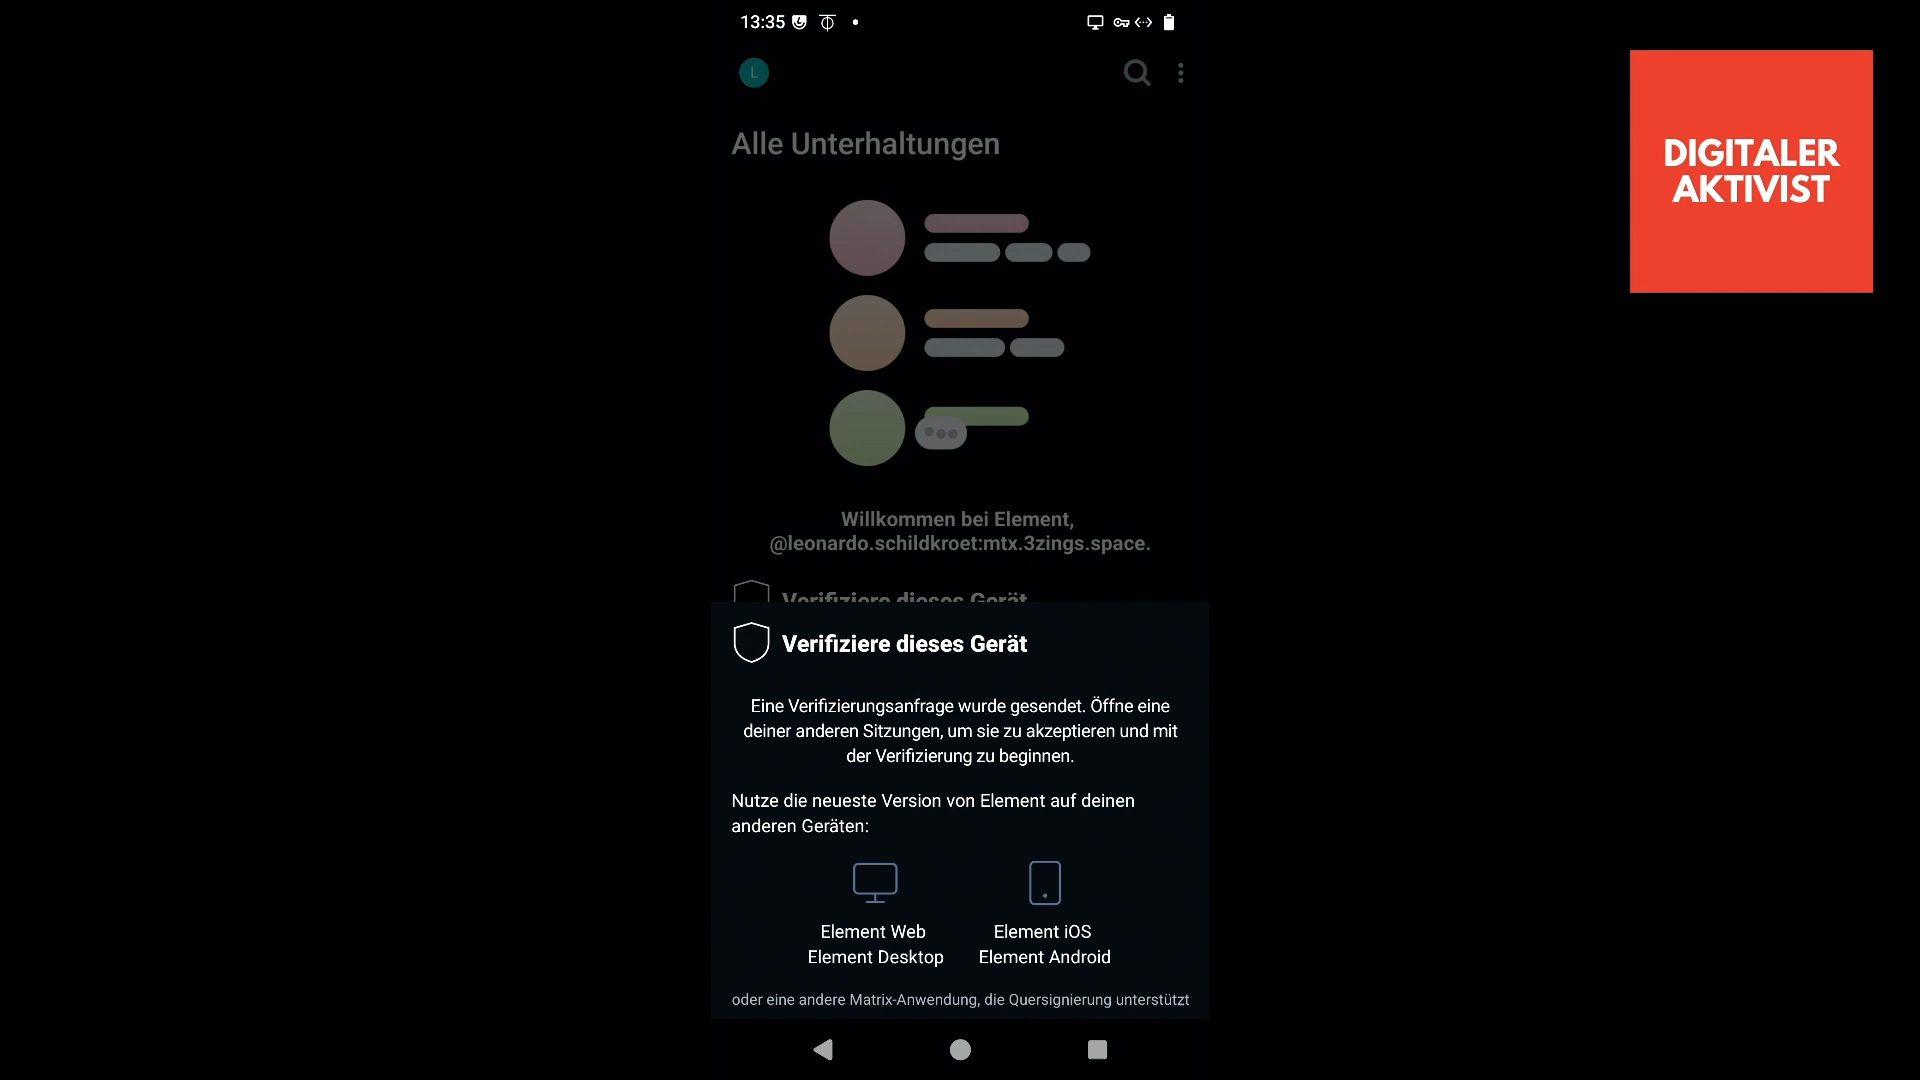 13:35
L
DIGITALER
AKTIVIST
Alle Unterhaltungen
Willkommen bei Element,
@leonardo.schildkroet:mtx.3zings.space.
Verifiziere dieses Gerät
Verifiziere dieses Gerät
Eine Verifizierungsanfrage wurde gesendet. Öffne eine
deiner anderen Sitzungen, um sie zu akzeptieren und mit
der Verifizierung zu beginnen.
Nutze die neueste Version von Element auf deinen
anderen Geräten:
Element Web
Element Desktop
Element iOS
Element Android
oder eine andere Matrix-Anwendung, die Quersignierung unterstützt